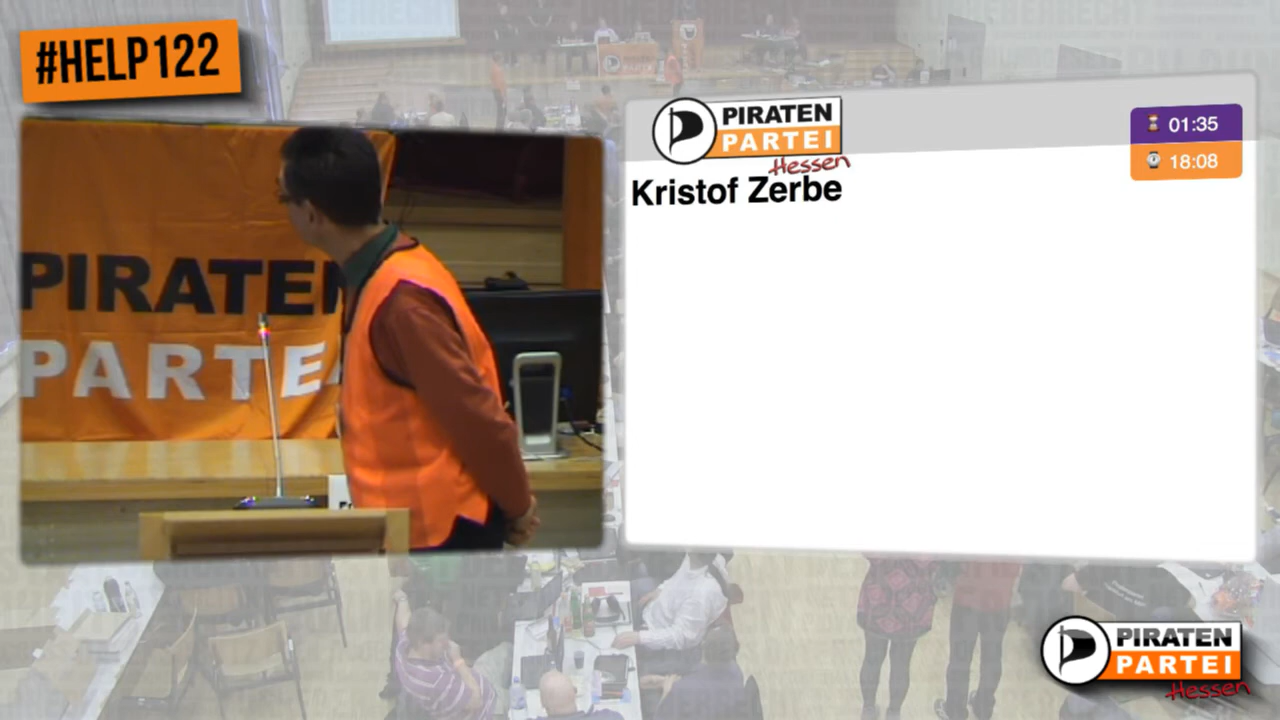 #HELP122
PIRATEN
PARTEI
Hessen
01:35
18:08
Kristof Zerbe
PIRATEN
PARTEI
PIRATEN
PARTEI
Hessen